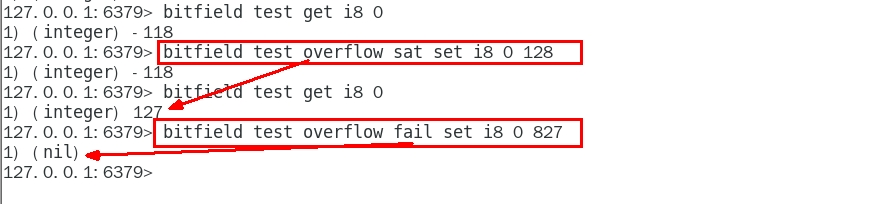 127.0.0.1:6379> bitfield test get i8 0
1) (integer) -118
127.0.0.1:6379> bitfield test overflow sat set i8 0 128
1) (integer) -118
127.0.0.1:6379> bitfield test get i8 0
1) (integer) 127
127.0.0.1:6379> bitfield test overflow fail set i8 0 827
1) (nil)
127.0.0.1:6379>